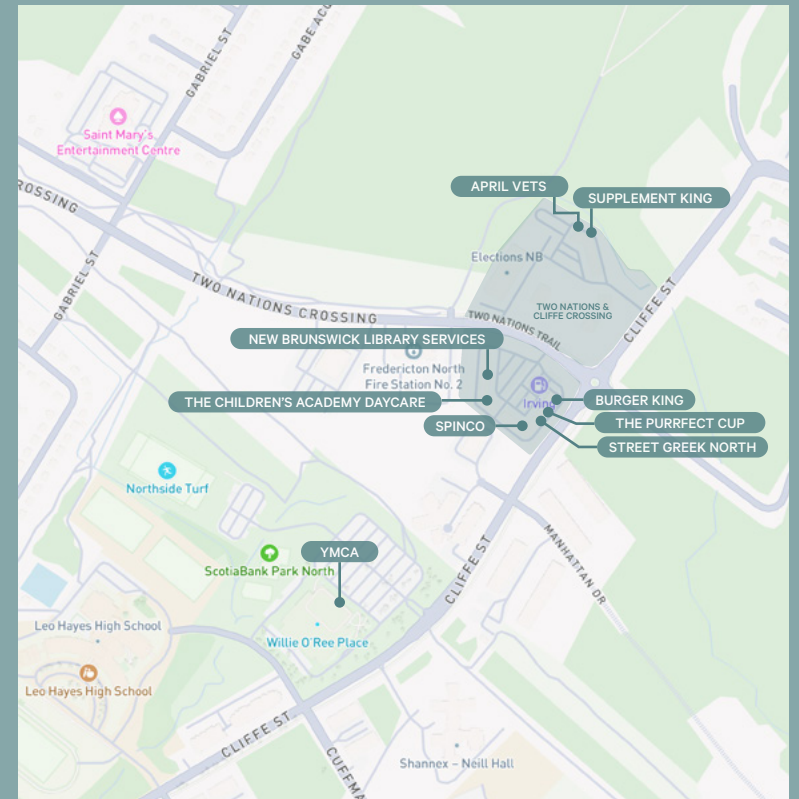 GABRIEL ST
GABE ACQ
Saint Mary's
Entertainment Centre
ROSSING
APRIL VETS
SUPPLEMENT KING
Elections NB
GABRIEL ST
TWO NATIONS CROSSING
TWO NATIONS &
CLIFFE CROSSING
CLIFFE ST
TWO NATIONS TRAIL
NEW BRUNSWICK LIBRARY SERVICES
Fredericton North
Fire Station No. 2
THE CHILDREN'S ACADEMY DAYCARE
Irving
BURGER KING
SPINCO
THE PURRFECT CUP
STREET GREEK NORTH
Northside Turf
MANHATTAN DR
CLIFFE ST
YMCA
ScotiaBank Park North
Leo Hayes High School
Willie O'Ree Place
Leo Hayes High School
CLIFFE ST
CUFFMA
Shannex – Neill Hall